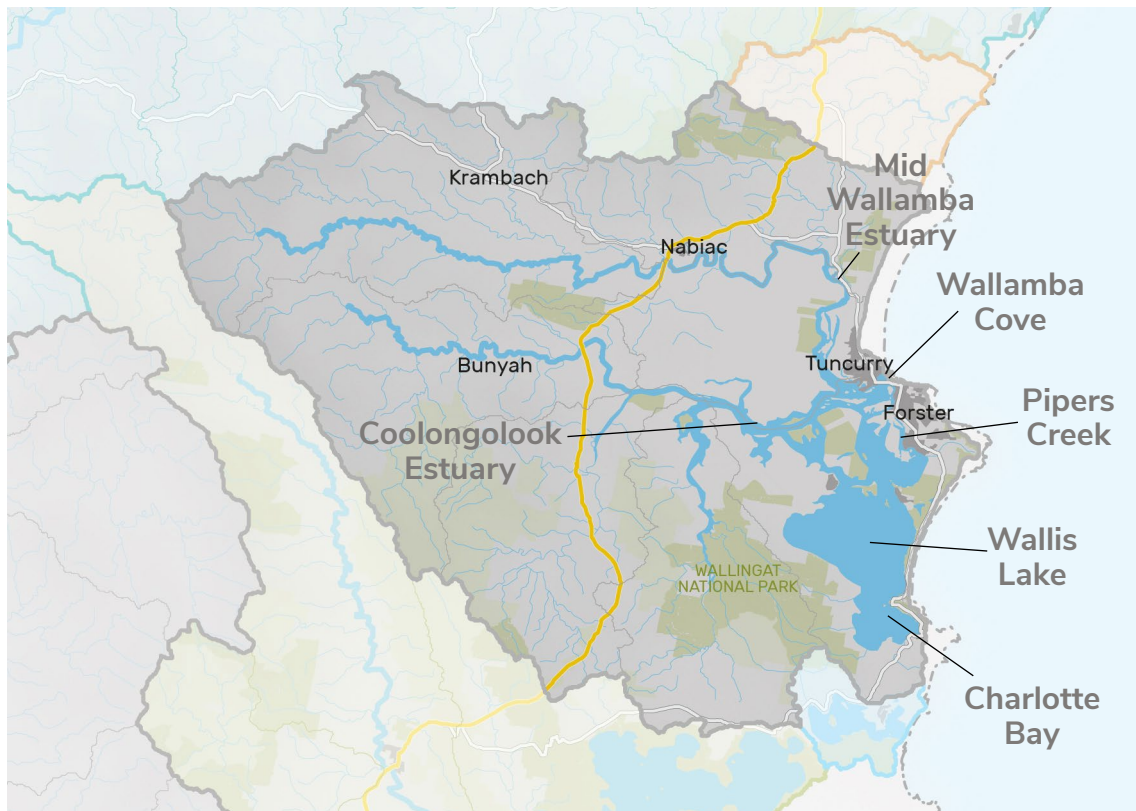 Krambach
Mid
Wallamba
Estuary
Nabiac
Wallamba
Cove
Bunyah
Tuncurry
Forster
Pipers
Creek
Coolongolook
Estuary
Wallis
Lake
WALLINGAT
NATIONAL PARK
Charlotte
Bay